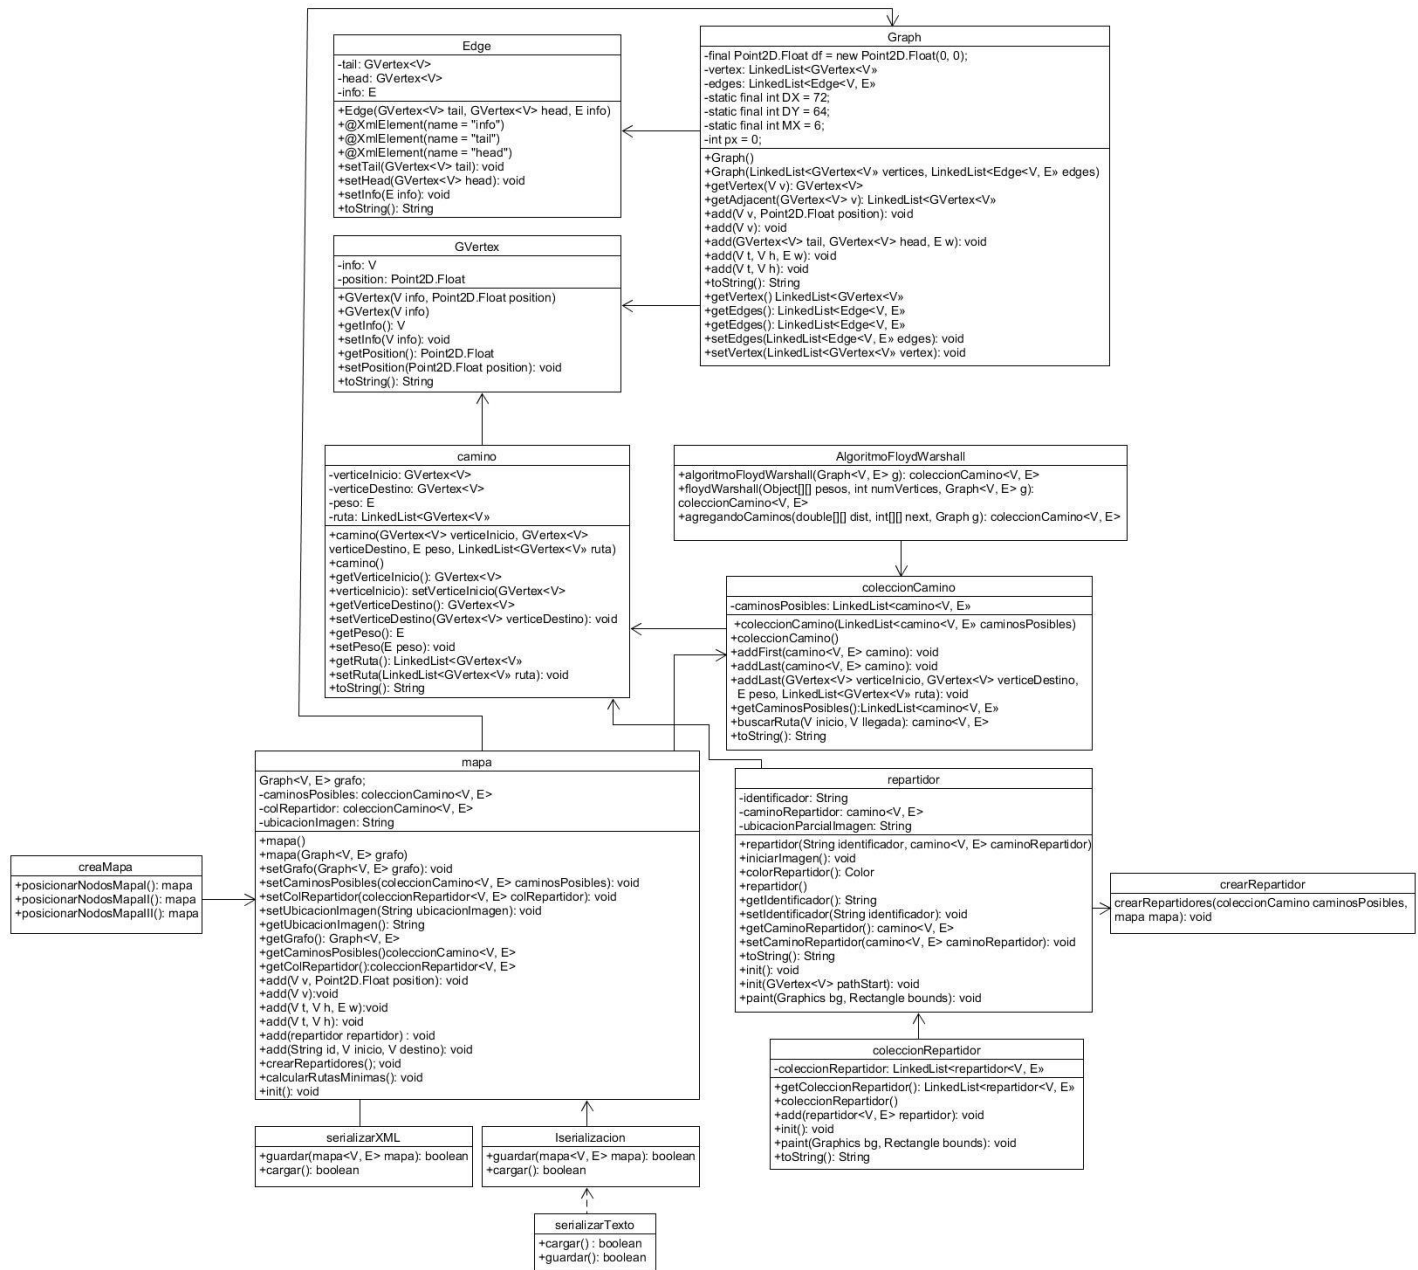 Edge
-tail: GVertex<V>
-head: GVertex<V>
-info: E
+Edge(GVertex<V> tail, GVertex<V> head, E info)
+@XmlElement(name = "info")
+@XmlElement(name = "tail")
+@XmlElement(name = "head")
+setTail(GVertex<V> tail): void
+setHead(GVertex<V> head): void
+setInfo(E info): void
+toString(): String
Graph
-final Point2D.Float df = new Point2D.Float(0, 0);
-vertex: LinkedList<GVertex<V»
-edges: LinkedList<Edge<V, E»
-static final int DX = 72;
-static final int DY = 64;
-static final int MX = 6;
-int px = 0;
+Graph()
+Graph(LinkedList<GVertex<V» vertices, LinkedList<Edge<V, E» edges)
+getVertex(V v): GVertex<V>
+getAdjacent(GVertex<V> v): LinkedList<GVertex<V»
+add(V v, Point2D.Float position): void
+add(V v): void
+add(GVertex<V> tail, GVertex<V> head, E w): void
+add(V t, V h, E w): void
+add(V t, V h): void
+toString(): String
+getVertex() LinkedList<GVertex<V»
+getEdges(): LinkedList<Edge<V, E»
+getEdges(): LinkedList<Edge<V, E»
+setEdges(LinkedList<Edge<V, E» edges): void
+setVertex(LinkedList<GVertex<V» vertex): void
GVertex
-info: V
-position: Point2D.Float
+GVertex(V info, Point2D.Float position)
+GVertex(V info)
+getInfo(): V
+setInfo(V info): void
+getPosition(): Point2D.Float
+setPosition(Point2D.Float position): void
+toString(): String
camino
-verticeInicio: GVertex<V>
-verticeDestino: GVertex<V>
-peso: E
-ruta: LinkedList<GVertex<V»
+camino(GVertex<V> verticeInicio, GVertex<V>
verticeDestino, E peso, LinkedList<GVertex<V» ruta)
+camino()
+getVerticeInicio(): GVertex<V>
+verticeInicio): setVerticeInicio(GVertex<V>
+getVerticeDestino(): GVertex<V>
+setVerticeDestino(GVertex<V> verticeDestino): void
+getPeso(): E
+setPeso(E peso): void
+getRuta(): LinkedList<GVertex<V»
+setRuta(LinkedList<GVertex<V» ruta): void
+toString(): String
AlgoritmoFloydWarshall
+algoritmoFloydWarshall(Graph<V, E> g): coleccionCamino<V, E>
+floydWarshall(Object[][] pesos, int numVertices, Graph<V, E> g):
coleccionCamino<V, E>
+agregandoCaminos(double[][] dist, int[][] next, Graph g): coleccionCamino<V, E>
coleccionCamino
-caminosPosibles: LinkedList<camino<V, E»
+coleccionCamino(LinkedList<camino<V, E» caminosPosibles)
+coleccionCamino()
+addFirst(camino<V, E> camino): void
+addLast(camino<V, E> camino): void
+addLast(GVertex<V> verticeInicio, GVertex<V> verticeDestino,
E peso, LinkedList<GVertex<V» ruta): void
+getCaminosPosibles():LinkedList<camino<V, E»
+buscarRuta(V inicio, V llegada): camino<V, E>
+toString(): String
mapa
Graph<V, E> grafo;
-caminosPosibles: coleccionCamino<V, E>
-colRepartidor: coleccionCamino<V, E>
-ubicacionImagen: String
+mapa()
+mapa(Graph<V, E> grafo)
+setGrafo(Graph<V, E> grafo): void
+setCaminosPosibles(coleccionCamino<V, E> caminosPosibles): void
+setColRepartidor(coleccionRepartidor<V, E> colRepartidor): void
+setUbicacionImagen(String ubicacionImagen): void
+getUbicacionImagen(): String
+getGrafo(): Graph<V, E>
+getCaminosPosibles()coleccionCamino<V, E>
+getColRepartidor():coleccionRepartidor<V, E>
+add(V v, Point2D.Float position): void
+add(V v):void
+add(V t, V h, E w):void
+add(V t, V h): void
+add(repartidor repartidor) : void
+add(String id, V inicio, V destino): void
+crearRepartidores(); void
+calcularRutasMinimas(): void
+init(): void
repartidor
-identificador: String
-caminoRepartidor: camino<V, E>
-ubicacionParcialImagen: String
+repartidor(String identificador, camino<V, E> caminoRepartidor)
+iniciarImagen(): void
+colorRepartidor(): Color
+repartidor()
+getIdentificador(): String
+setIdentificador(String identificador): void
+getCaminoRepartidor(): camino<V, E>
+setCaminoRepartidor(camino<V, E> caminoRepartidor): void
+toString(): String
+init(): void
+init(GVertex<V> pathStart): void
+paint(Graphics bg, Rectangle bounds): void
creaMapa
+posicionarNodosMapaI(): mapa
+posicionarNodosMapaII(): mapa
+posicionarNodosMapaIII(): mapa
crearRepartidor
crearRepartidores(coleccionCamino caminosPosibles,
mapa mapa): void
coleccionRepartidor
-coleccionRepartidor: LinkedList<repartidor<V, E»
+getColeccionRepartidor(): LinkedList<repartidor<V, E»
+coleccionRepartidor()
+add(repartidor<V, E> repartidor): void
+init(): void
+paint(Graphics bg, Rectangle bounds): void
+toString(): String
serializarXML
+guardar(mapa<V, E> mapa): boolean
+cargar(): boolean
Iserializacion
+guardar(mapa<V, E> mapa): boolean
+cargar(): boolean
serializarTexto
+cargar() : boolean
+guardar(): boolean